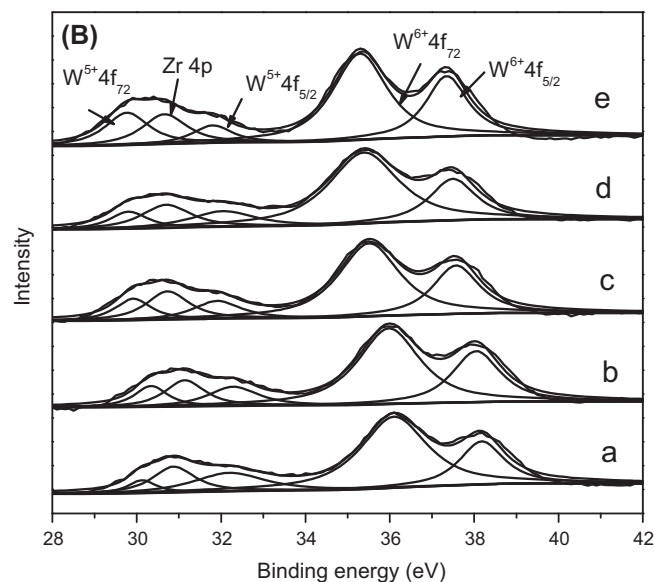 (B)
W⁵⁺4f₇₂
Zr 4p
W⁵⁺4f₅/₂
W⁶⁺4f₇₂
W⁶⁺4f₅/₂
e
d
c
b
a
Intensity
28 30 32 34 36 38 40 42
Binding energy (eV)